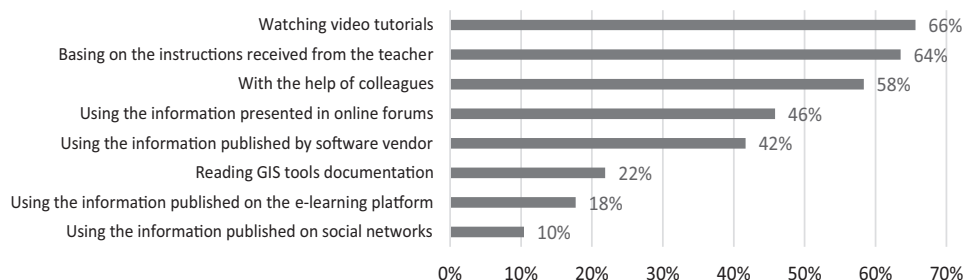 Watching video tutorials 66%
Basing on the instructions received from the teacher 64%
With the help of colleagues 58%
Using the information presented in online forums 46%
Using the information published by software vendor 42%
Reading GIS tools documentation 22%
Using the information published on the e-learning platform 18%
Using the information published on social networks 10%
0% 10% 20% 30% 40% 50% 60% 70%